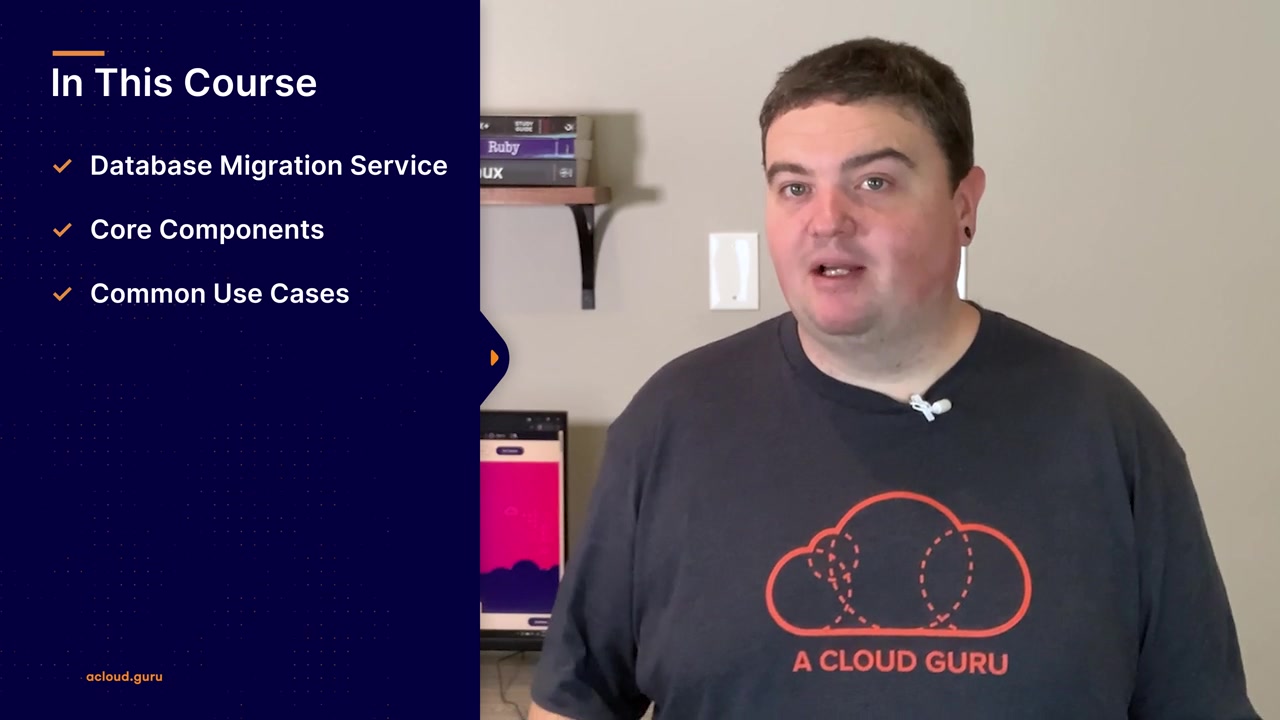 In This Course
Database Migration Service
Core Components
Common Use Cases
acloud.guru
STUDY
GUIDE
Ruby
UX
A CLOUD GURU